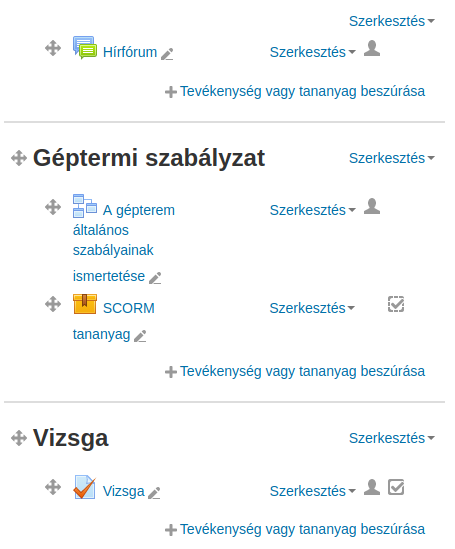 Szerkesztés
Hírfórum Szerkesztés
Tevékenység vagy tananyag beszúrása
Géptermi szabályzat Szerkesztés
A gépterem Szerkesztés
általános
szabályainak
ismertetése
SCORM Szerkesztés
tananyag
Tevékenység vagy tananyag beszúrása
Vizsga Szerkesztés
Vizsga Szerkesztés
Tevékenység vagy tananyag beszúrása